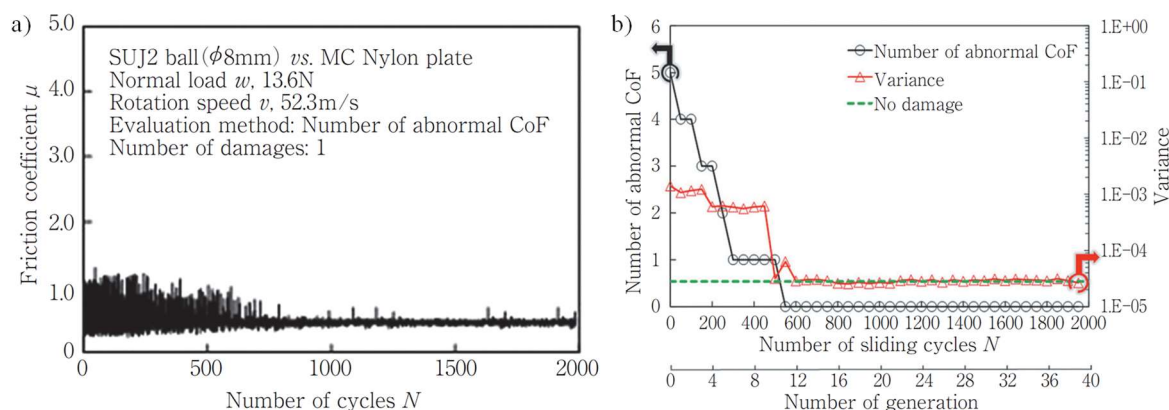 a)
5.0
4.0
3.0
2.0
1.0
0
Friction coefficient μ
SUJ2 ball(ϕ8mm) vs. MC Nylon plate
Normal load w, 13.6N
Rotation speed v, 52.3m/s
Evaluation method: Number of abnormal CoF
Number of damages: 1
0 500 1000 1500 2000
Number of cycles N
b)
6
5
4
3
2
1
0
Number of abnormal CoF
Number of abnormal CoF
Variance
No damage
1.E+00
1.E-01
1.E-02
1.E-03
1.E-04
1.E-05
Variance
0 200 400 600 800 1000 1200 1400 1600 1800 2000
Number of sliding cycles N
0 4 8 12 16 20 24 28 32 36 40
Number of generation